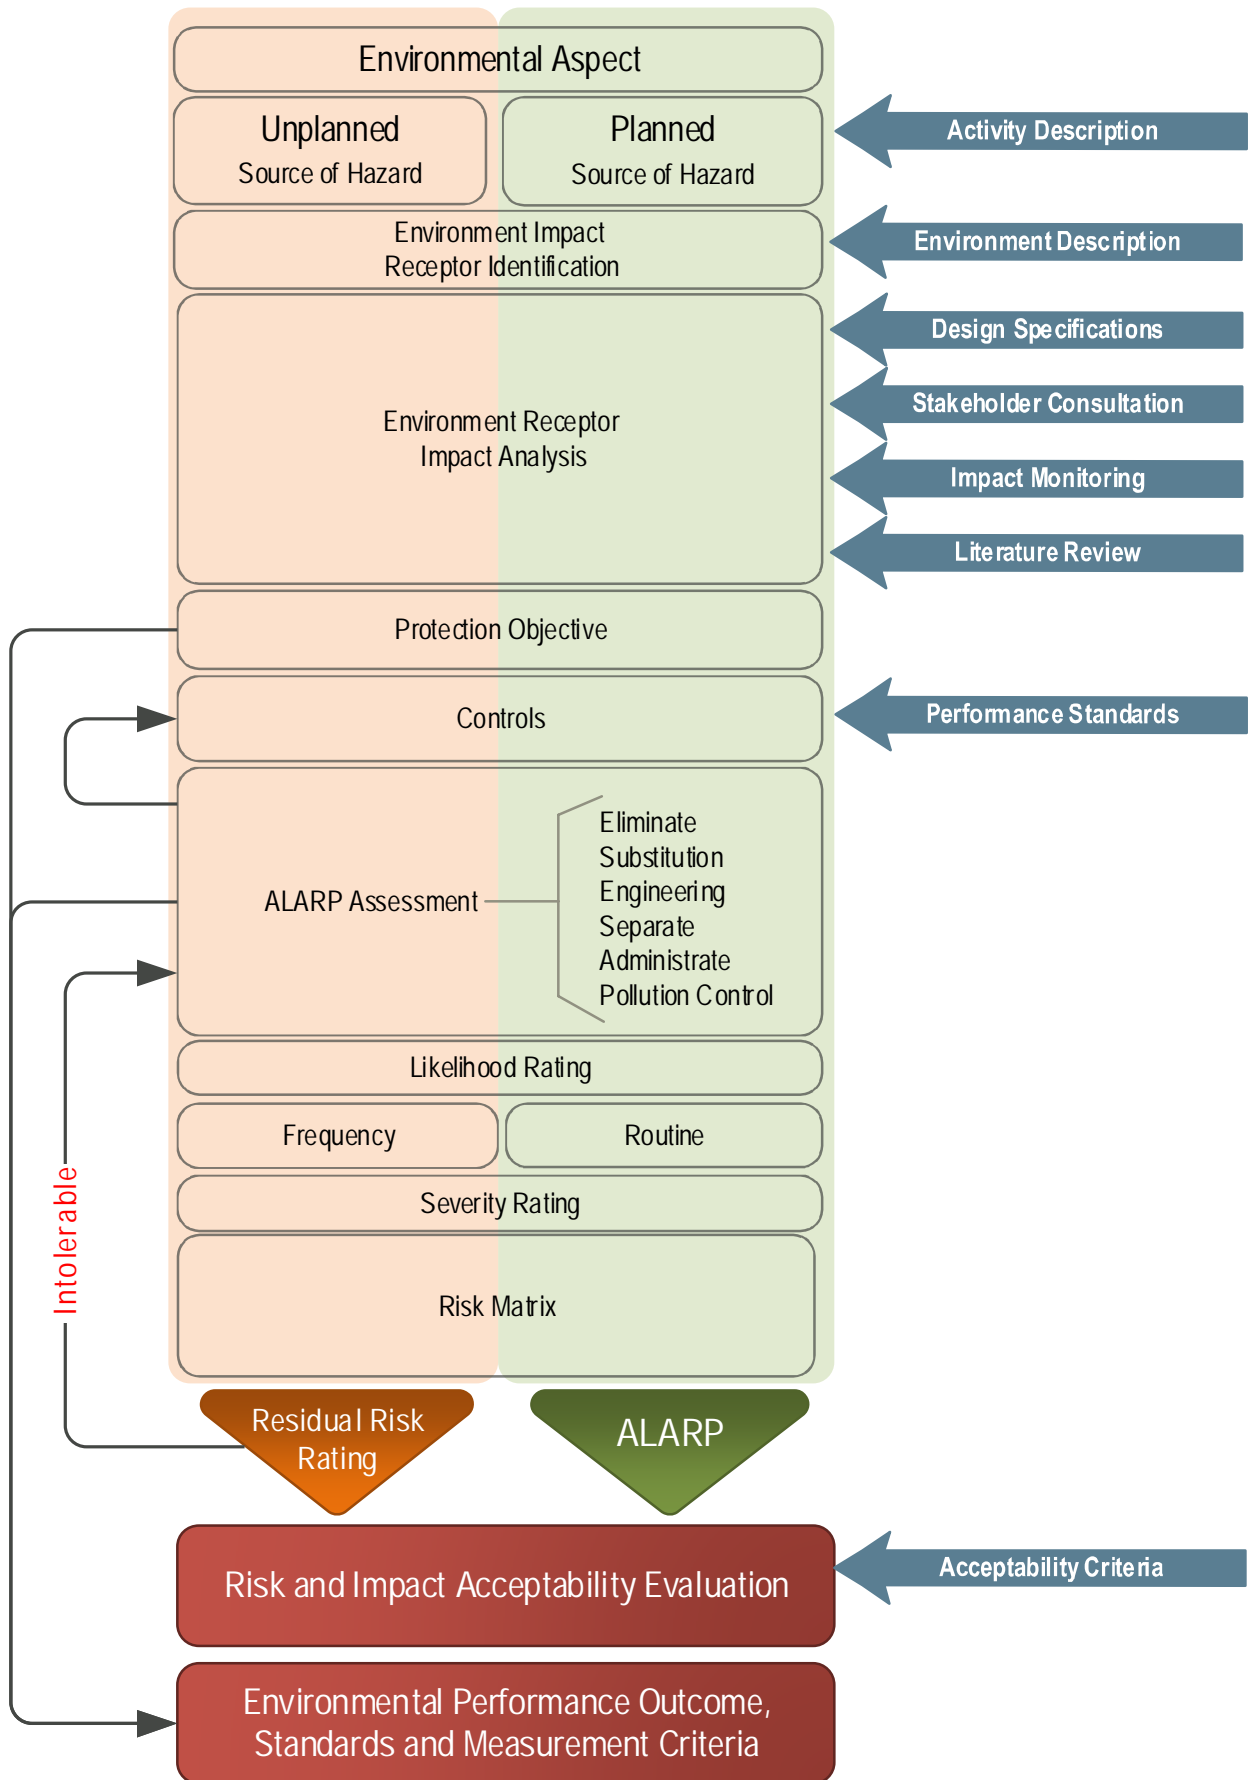 Environmental Aspect
Unplanned
Source of Hazard
Planned
Source of Hazard
Activity Description
Environment Impact
Receptor Identification
Environment Description
Design Specifications
Stakeholder Consultation
Environment Receptor
Impact Analysis
Impact Monitoring
Literature Review
Protection Objective
Controls
Performance Standards
ALARP Assessment
Eliminate
Substitution
Engineering
Separate
Administrate
Pollution Control
Likelihood Rating
Frequency
Routine
Severity Rating
Intolerable
Risk Matrix
Residual Risk
Rating
ALARP
Risk and Impact Acceptability Evaluation
Acceptability Criteria
Environmental Performance Outcome,
Standards and Measurement Criteria